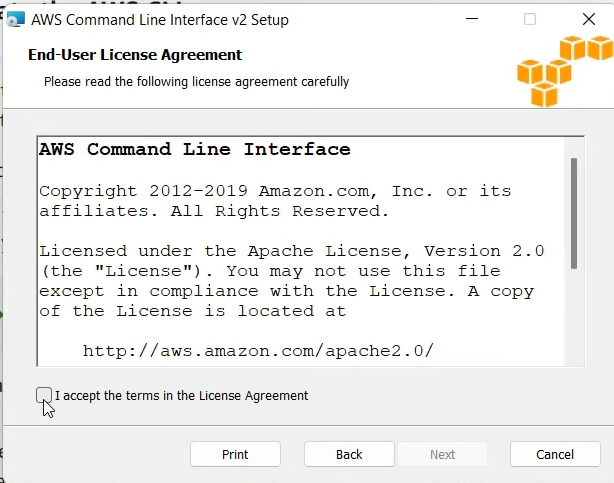 AWS Command Line Interface v2 Setup
End-User License Agreement
Please read the following license agreement carefully
AWS Command Line Interface
Copyright 2012-2019 Amazon.com, Inc. or its
affiliates. All Rights Reserved.
Licensed under the Apache License, Version 2.0
(the "License"). You may not use this file
except in compliance with the License. A copy
of the License is located at
http://aws.amazon.com/apache2.0/
I accept the terms in the License Agreement
Print
Back
Next
Cancel